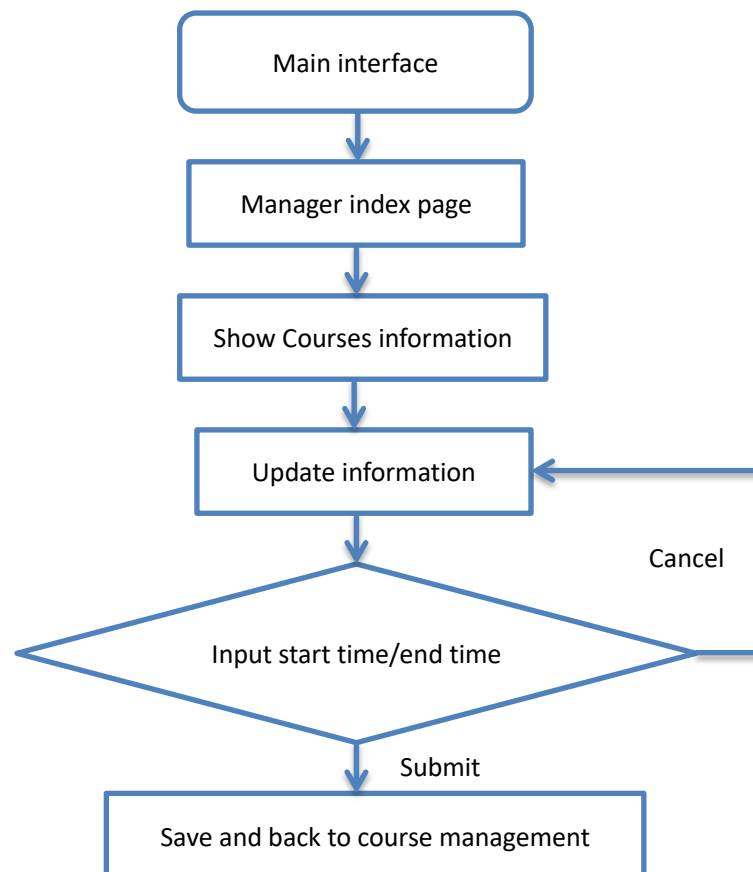 Main interface
Manager index page
Show Courses information
Update information
Cancel
Input start time/end time
Submit
Save and back to course management